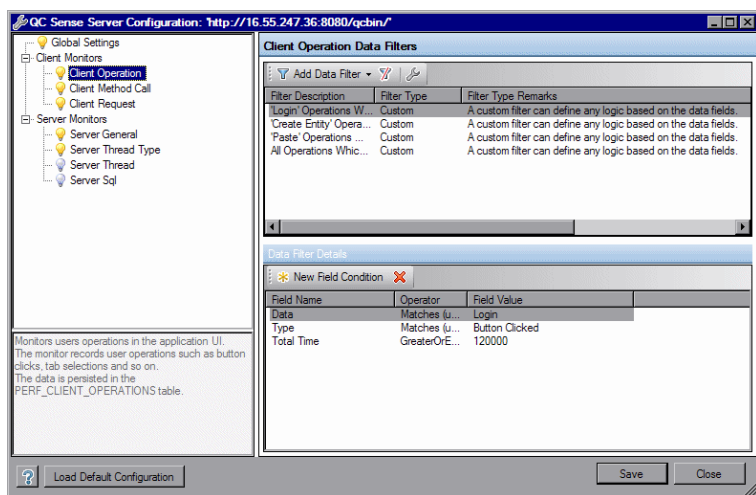 QC Sense Server Configuration: 'http://16.55.247.36:8080/qcbin/'
Global Settings
Client Monitors
Client Operation
Client Method Call
Client Request
Server Monitors
Server General
Server Thread Type
Server Thread
Server Sql
Monitors users operations in the application UI.
The monitor records user operations such as button
clicks, tab selections and so on.
The data is persisted in the
PERF_CLIENT_OPERATIONS table.
Client Operation Data Filters
Add Data Filter
Filter Description Filter Type Filter Type Remarks
'Login' Operations W... Custom A custom filter can define any logic based on the data fields.
'Create Entity' Opera... Custom A custom filter can define any logic based on the data fields.
'Paste' Operations ... Custom A custom filter can define any logic based on the data fields.
All Operations Whic... Custom A custom filter can define any logic based on the data fields.
Data Filter Details
New Field Condition
Field Name Operator Field Value
Data Matches (u... Login
Type Matches (u... Button Clicked
Total Time GreaterOrE... 120000
? Load Default Configuration Save Close